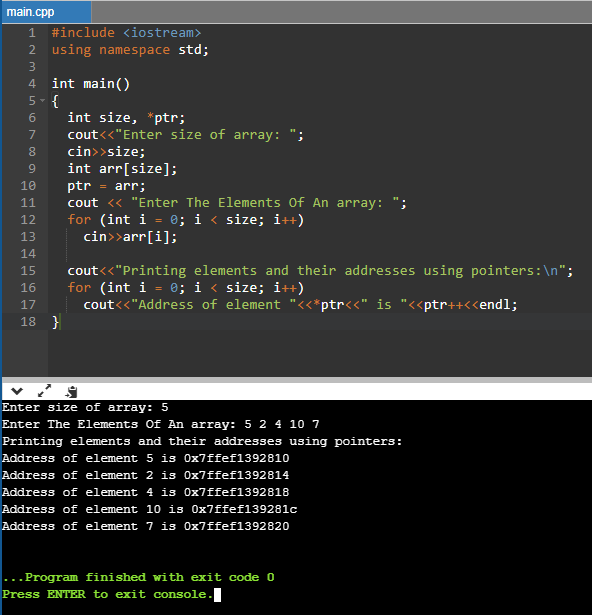 main.cpp
1 #include <iostream>
2 using namespace std;
3
4 int main()
5 {
6 int size, *ptr;
7 cout<<"Enter size of array: ";
8 cin>>size;
9 int arr[size];
10 ptr = arr;
11 cout << "Enter The Elements Of An array: ";
12 for (int i = 0; i < size; i++)
13 cin>>arr[i];
14
15 cout<<"Printing elements and their addresses using pointers:\n";
16 for (int i = 0; i < size; i++)
17 cout<<"Address of element "<<*ptr<<" is "<<ptr++<<endl;
18 }
Enter size of array: 5
Enter The Elements Of An array: 5 2 4 10 7
Printing elements and their addresses using pointers:
Address of element 5 is 0x7ffef1392810
Address of element 2 is 0x7ffef1392814
Address of element 4 is 0x7ffef1392818
Address of element 10 is 0x7ffef139281c
Address of element 7 is 0x7ffef1392820
...Program finished with exit code 0
Press ENTER to exit console.